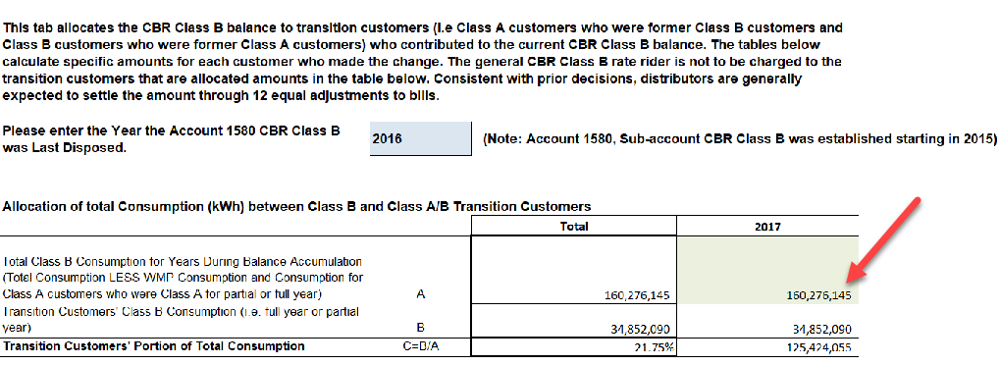 This tab allocates the CBR Class B balance to transition customers (i.e Class A customers who were former Class B customers and
Class B customers who were former Class A customers) who contributed to the current CBR Class B balance. The tables below
calculate specific amounts for each customer who made the change. The general CBR Class B rate rider is not to be charged to the
transition customers that are allocated amounts in the table below. Consistent with prior decisions, distributors are generally
expected to settle the amount through 12 equal adjustments to bills.
Please enter the Year the Account 1580 CBR Class B
was Last Disposed.
2016
(Note: Account 1580, Sub-account CBR Class B was established starting in 2015)
Allocation of total Consumption (kWh) between Class B and Class A/B Transition Customers
Total 2017
Total Class B Consumption for Years During Balance Accumulation
(Total Consumption LESS WMP Consumption and Consumption for
Class A customers who were Class A for partial or full year) A 160,276,145 160,276,145
Transition Customers' Class B Consumption (i.e. full year or partial
year) B 34,852,090 34,852,090
Transition Customers' Portion of Total Consumption C=B/A 21.75% 125,424,055